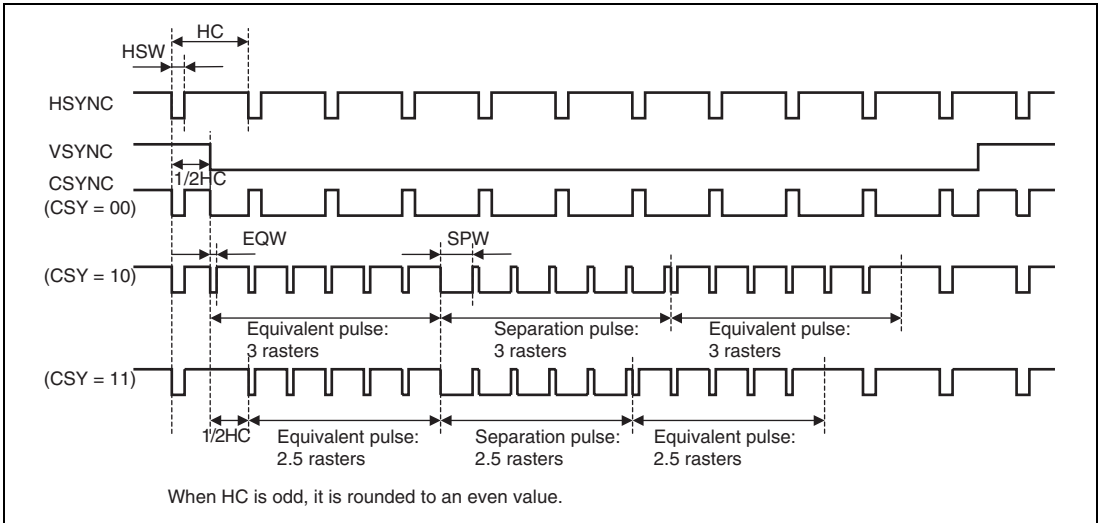 HC
HSW
HSYNC
VSYNC
1/2HC
CSYNC
(CSY = 00)
EQW
SPW
(CSY = 10)
Equivalent pulse:
3 rasters
Separation pulse:
3 rasters
Equivalent pulse:
3 rasters
(CSY = 11)
1/2HC
Equivalent pulse:
2.5 rasters
Separation pulse:
2.5 rasters
Equivalent pulse:
2.5 rasters
When HC is odd, it is rounded to an even value.